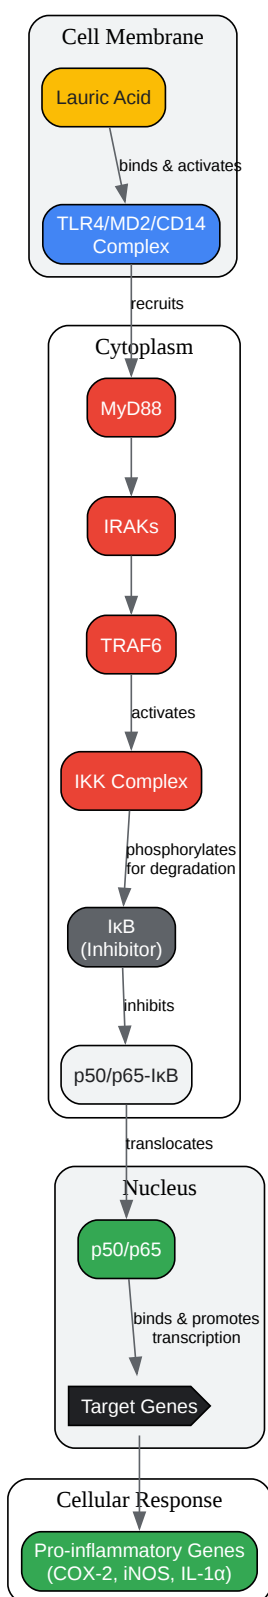 Cell Membrane
Lauric Acid
binds & activates
TLR4/MD2/CD14
Complex
recruits
Cytoplasm
MyD88
IRAKs
TRAF6
activates
IKK Complex
phosphorylates
for degradation
IκB
(Inhibitor)
inhibits
p50/p65-IκB
translocates
Nucleus
p50/p65
binds & promotes
transcription
Target Genes
Cellular Response
Pro-inflammatory Genes
(COX-2, iNOS, IL-1α)